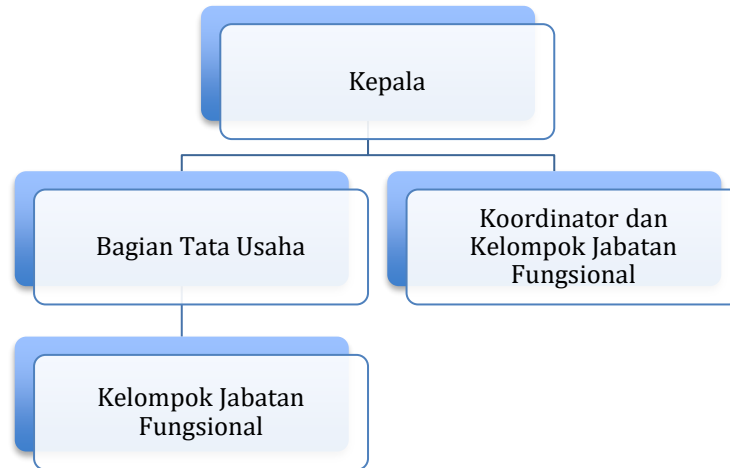 Kepala
Bagian Tata Usaha
Koordinator dan
Kelompok Jabatan
Fungsional
Kelompok Jabatan
Fungsional